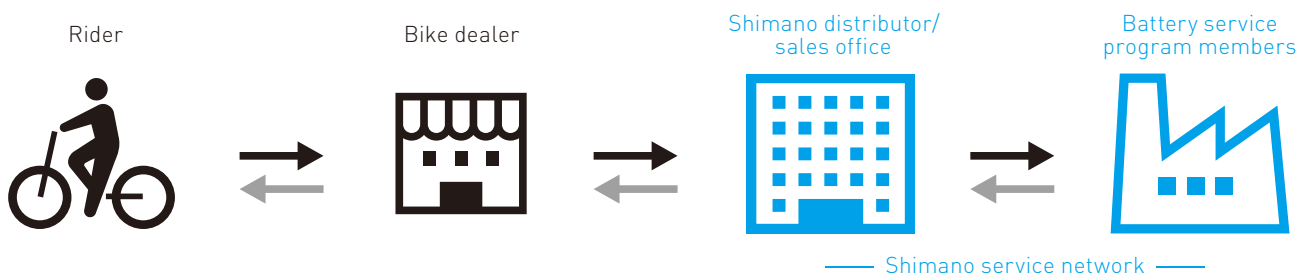 Rider
Bike dealer
Shimano distributor/
sales office
Battery service
program members
Shimano service network